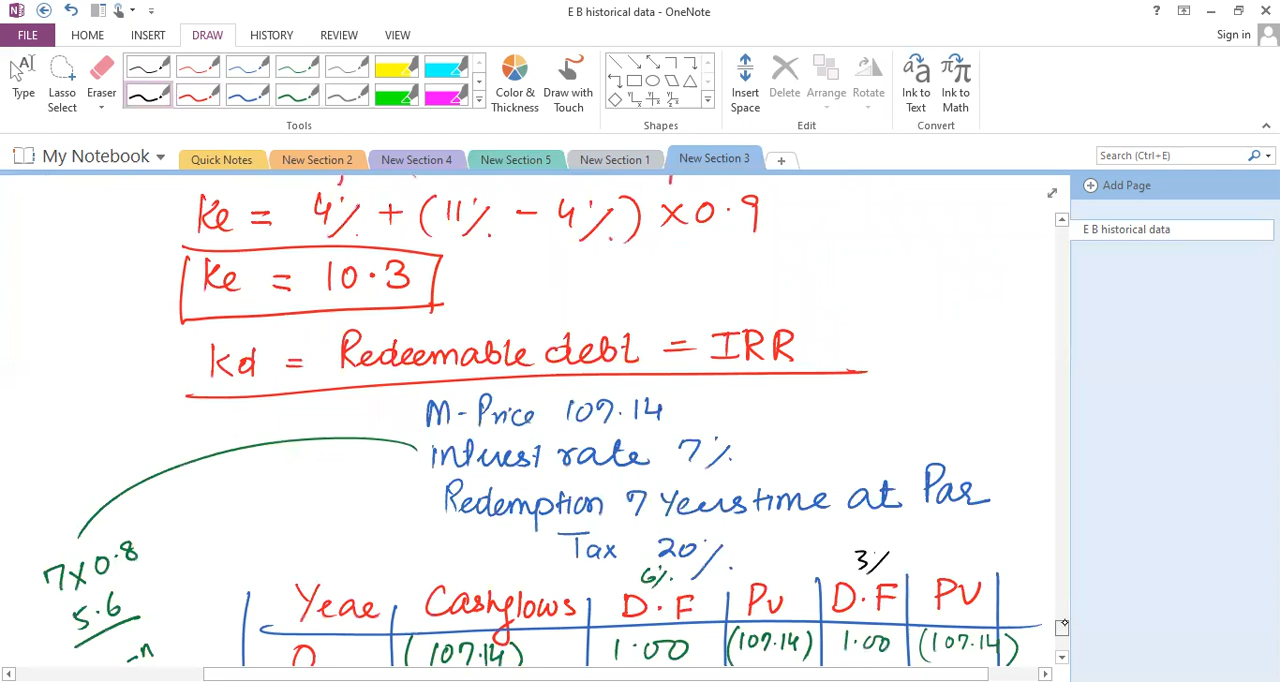 E B historical data - OneNote
FILE HOME INSERT DRAW HISTORY REVIEW VIEW
Sign in
Type
Lasso Select
Eraser
Color & Thickness
Draw with Touch
Insert Space
Delete
Arrange
Rotate
Ink to Text
Ink to Math
Tools
Shapes
Edit
Convert
My Notebook
Quick Notes New Section 2 New Section 4 New Section 5 New Section 1 New Section 3
Search (Ctrl+E)
Add Page
E B historical data
Ke = 4% + (11% - 4%) x 0.9
Ke = 10.3
Kd = Redeemable debt = IRR
M-Price 107.14
interest rate 7%
Redemption 7 Years time at Par
Tax 20%
7 x 0.8
5.6
-n
6% 3%
Yeae Cashglows D.F Pv D.F PV
0 (107.14) 1.00 (107.14) 1.00 (107.14)